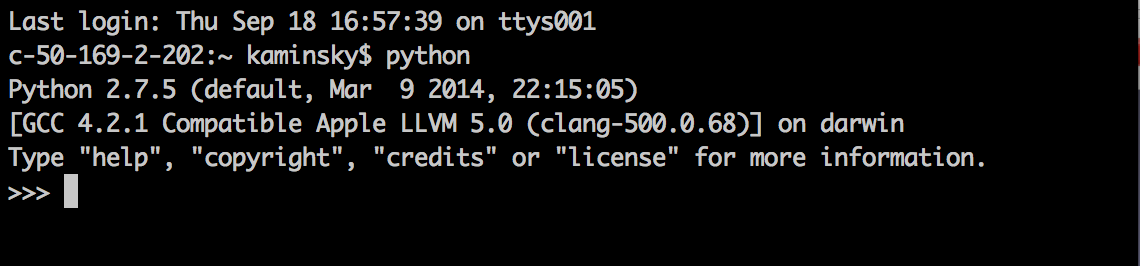 Last login: Thu Sep 18 16:57:39 on ttys001
c-50-169-2-202:~ kaminsky$ python
Python 2.7.5 (default, Mar  9 2014, 22:15:05)
[GCC 4.2.1 Compatible Apple LLVM 5.0 (clang-500.0.68)] on darwin
Type "help", "copyright", "credits" or "license" for more information.
>>>